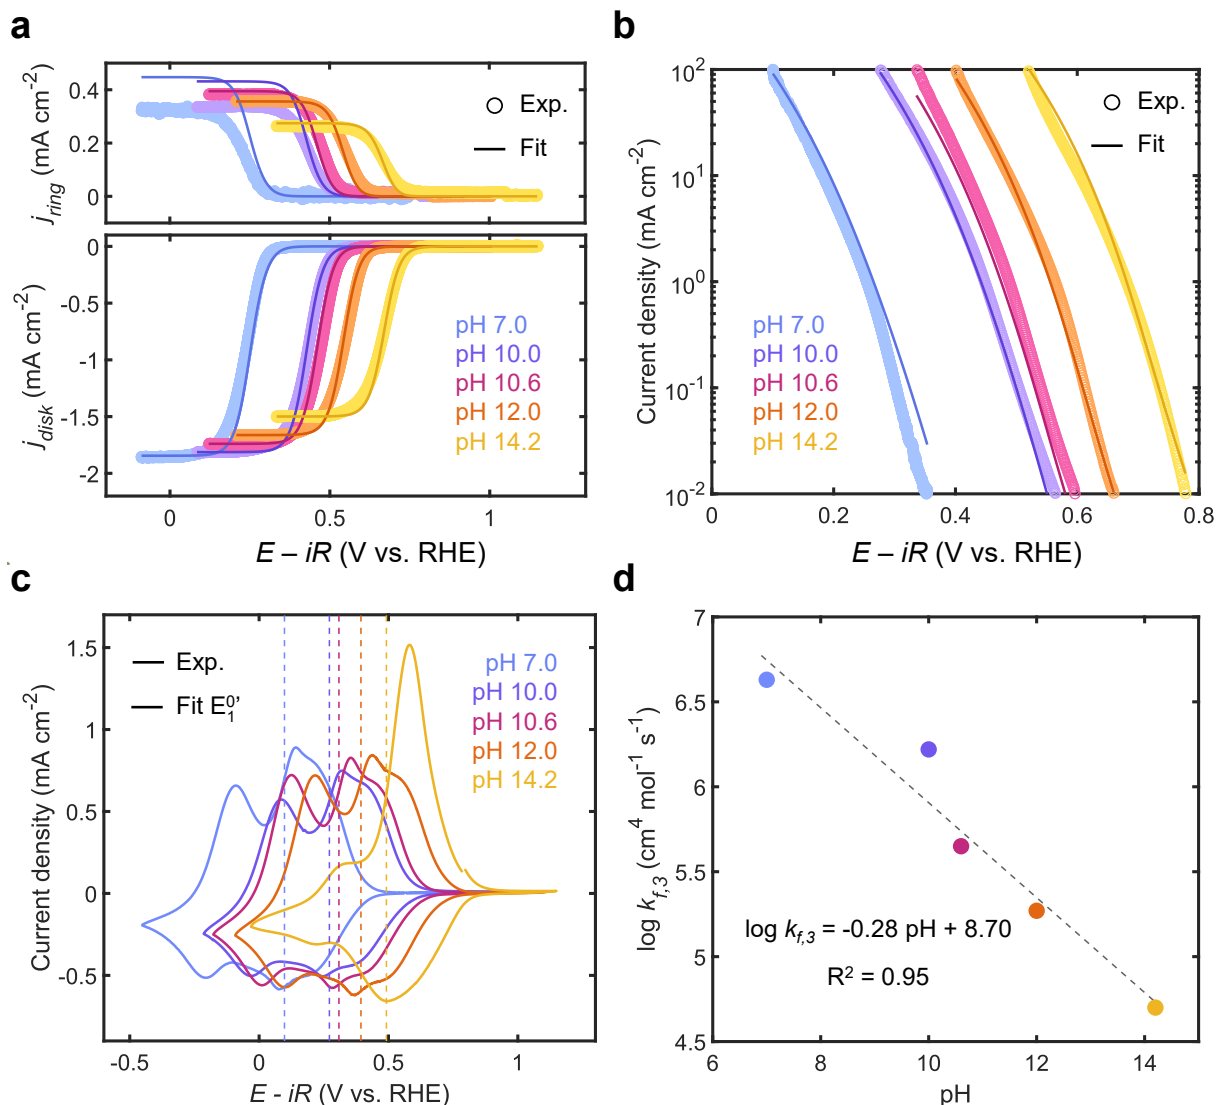 a
j_ring (mA cm^-2)
0.4
0.2
0
Exp.
Fit
j_disk (mA cm^-2)
0
-0.5
-1
-1.5
-2
pH 7.0
pH 10.0
pH 10.6
pH 12.0
pH 14.2
0
0.5
1
E – iR (V vs. RHE)
b
Current density (mA cm^-2)
10^2
10^1
10^0
10^-1
10^-2
Exp.
Fit
pH 7.0
pH 10.0
pH 10.6
pH 12.0
pH 14.2
0
0.2
0.4
0.6
0.8
E – iR (V vs. RHE)
c
Current density (mA cm^-2)
1.5
1
0.5
0
-0.5
Exp.
Fit E_1^0'
pH 7.0
pH 10.0
pH 10.6
pH 12.0
pH 14.2
-0.5
0
0.5
1
E - iR (V vs. RHE)
d
log k_f,3 (cm^4 mol^-1 s^-1)
7
6.5
6
5.5
5
4.5
log k_f,3 = -0.28 pH + 8.70
R^2 = 0.95
6
8
10
12
14
pH